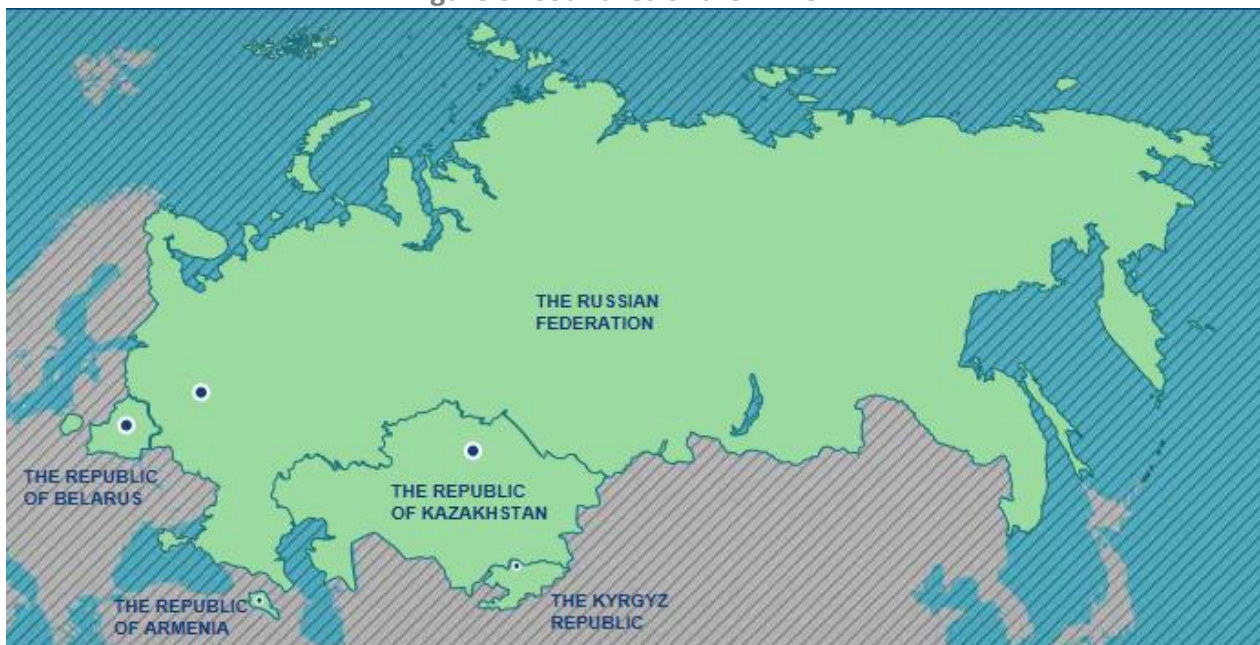 THE RUSSIAN
FEDERATION
THE REPUBLIC
OF BELARUS
THE REPUBLIC
OF KAZAKHSTAN
THE REPUBLIC
OF ARMENIA
THE KYRGYZ
REPUBLIC